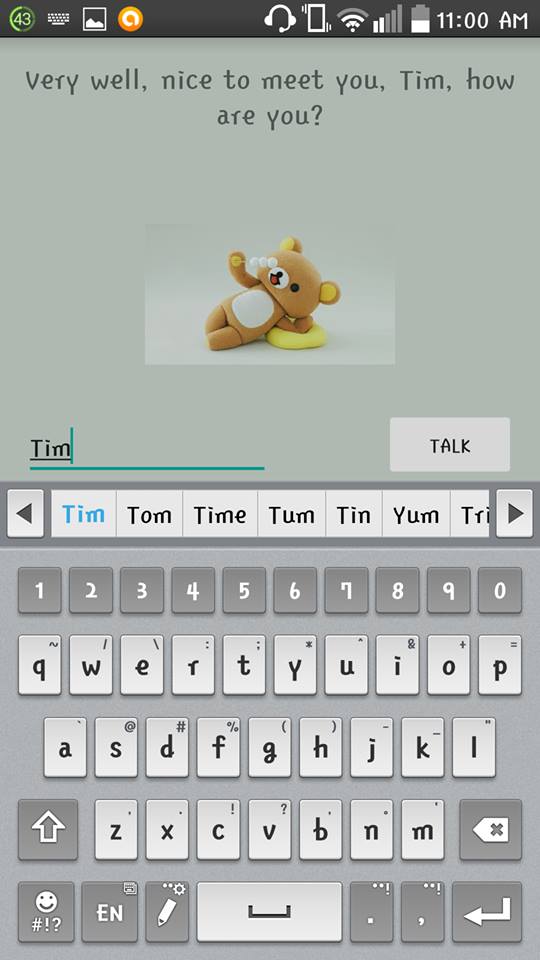 43 11:00 AM
Very well, nice to meet you, Tim, how
are you?
Tim TALK
Tim Tom Time Tum Tin Yum Tri
1 2 3 4 5 6 7 8 9 0
~ / \ : ; * ^ & + =
q w e r t y u i o p
` @ # % ( ) - _ "
a s d f g h j k l
, . ! ? , ° '
z x c v b n m
#!? EN . ,